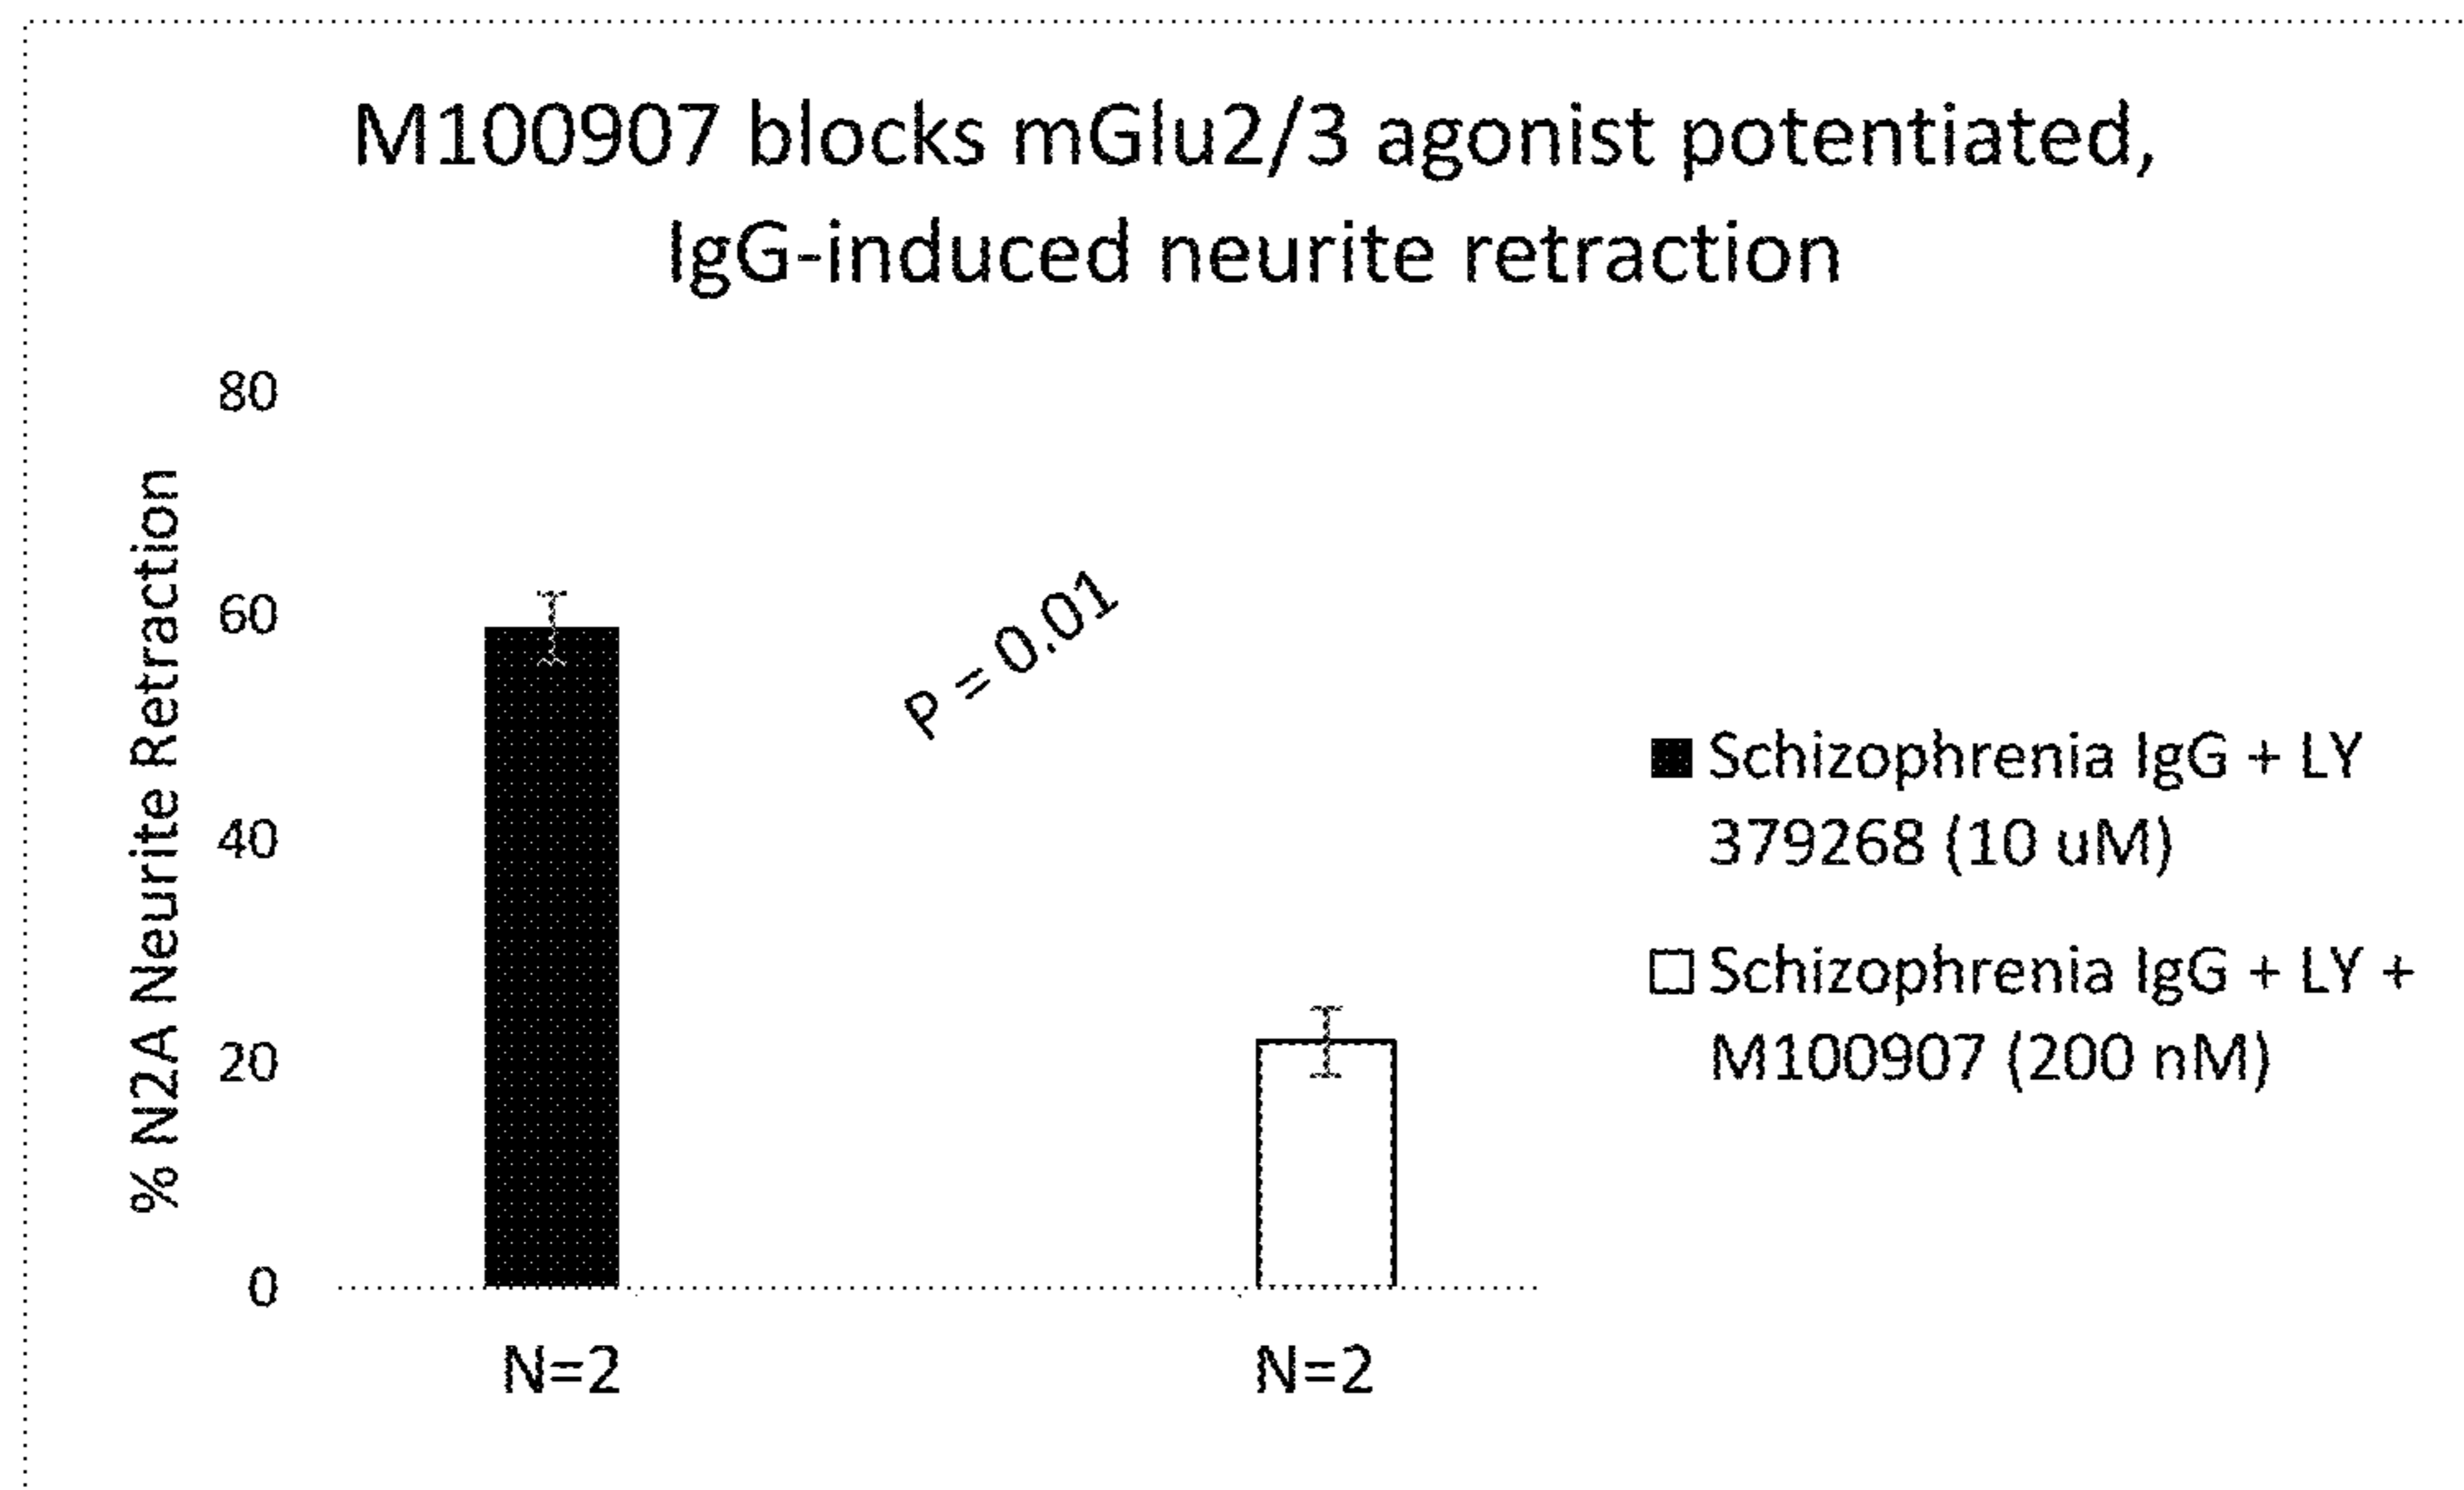 M100907 blocks mGlu2/3 agonist potentiated,
IgG-induced neurite retraction
% N2A Neurite Retraction
80
60
40
20
0
P = 0.01
N=2
N=2
Schizophrenia IgG + LY
379268 (10 uM)
Schizophrenia IgG + LY +
M100907 (200 nM)